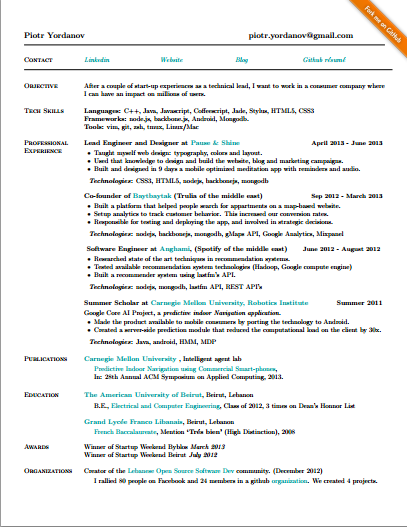 Fork me on GitHub
Piotr Yordanov piotr.yordanov@gmail.com
Contact Linkedin Website Blog Github résumé
Objective After a couple of start-up experiences as a technical lead, I want to work in a consumer company where
I can have an impact on millions of users.
Tech Skills Languages: C++, Java, Javascript, Coffeescript, Jade, Stylus, HTML5, CSS3
Frameworks: node.js, backbone.js, Android, Mongodb.
Tools: vim, git, zsh, tmux, Linux/Mac
Professional Lead Engineer and Designer at Pause & Shine April 2013 - June 2013
Experience • Taught myself web design: typography, colors and layout.
• Used that knowledge to design and build the website, blog and marketing campaigns.
• Built and designed in 9 days a mobile optimized meditation app with reminders and audio.
Technologies: CSS3, HTML5, nodejs, backbonejs, mongodb
Co-founder of Baytbaytak (Trulia of the middle east) Sep 2012 - March 2013
• Built a platform that helped people search for appartments on a map-based website.
• Setup analytics to track customer behavior. This increased our conversion rates.
• Responsible for testing and deploying the app, and involved in strategic decisions.
Technologies: nodejs, backbonejs, mongodb, gMaps API, Google Analytics, Mixpanel
Software Engineer at Anghami, (Spotify of the middle east) June 2012 - August 2012
• Researched state of the art techniques in recommendation systems.
• Tested available recommendation system technologies (Hadoop, Google compute engine)
• Built a recommender system using lastfm's API.
Technologies: nodejs, mongodb, lastfm API, REST API's
Summer Scholar at Carnegie Mellon University, Robotics Institute Summer 2011
Google Core AI Project, a predictive indoor Navigation application.
• Made the product available to mobile consumers by porting the technology to Android.
• Created a server-side prediction module that reduced the computational load on the client by 30x.
Technologies: Java, android, HMM, MDP
Publications Carnegie Mellon University , Intelligent agent lab
Predictive Indoor Navigation using Commercial Smart-phones,
In: 28th Annual ACM Symposium on Applying Computing, 2013.
Education The American University of Beirut, Beirut, Lebanon
B.E., Electrical and Computer Engineering, Class of 2012, 3 times on Dean's Honnor List
Grand Lycée Franco Libanais, Beirut, Lebanon
French Baccalaureate, Mention "Très bien" (High Distinction), 2008
Awards Winner of Startup Weekend Byblos March 2013
Winner of Startup Weekend Beirut July 2012
Organizations Creator of the Lebanese Open Source Software Dev community. (December 2012)
I rallied 80 people on Facebook and 24 members in a github organization. We created 4 projects.